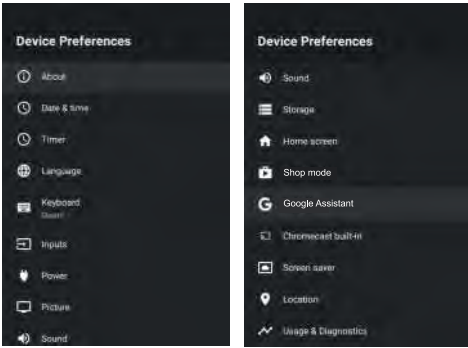 Device Preferences
About
Date & time
Timer
Language
Keyboard
Inputs
Power
Picture
Sound
Device Preferences
Sound
Storage
Home screen
Shop mode
Google Assistant
Chromecast built-in
Screen saver
Location
Usage & Diagnostics